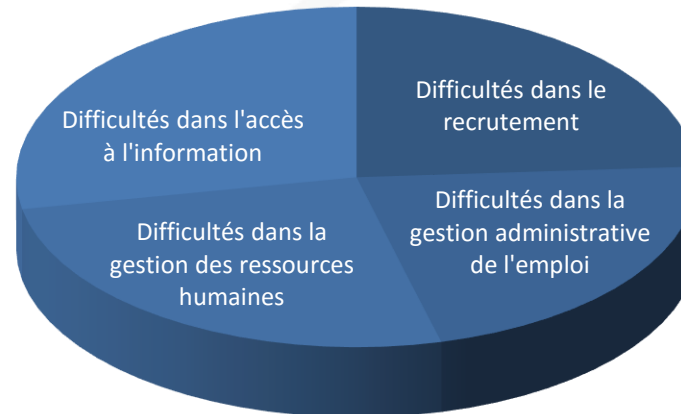 Difficultés dans l'accès
à l'information
Difficultés dans le
recrutement
Difficultés dans la
gestion administrative
de l'emploi
Difficultés dans la
gestion des ressources
humaines